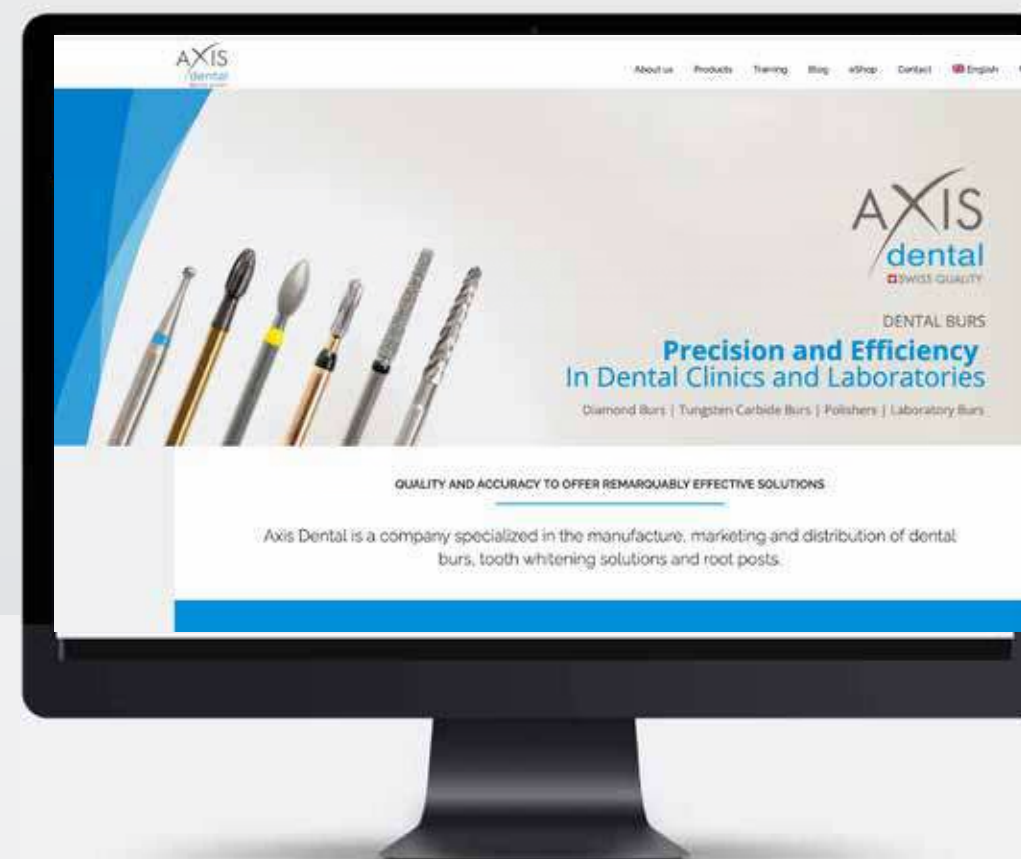 AXIS
dental
About us Products Training Blog eShop Contact English
AXIS
dental
SWISS QUALITY
DENTAL BURS
Precision and Efficiency
In Dental Clinics and Laboratories
Diamond Burs | Tungsten Carbide Burs | Polishers | Laboratory Burs
QUALITY AND ACCURACY TO OFFER REMARQUABLY EFFECTIVE SOLUTIONS
Axis Dental is a company specialized in the manufacture, marketing and distribution of dental
burs, tooth whitening solutions and root posts.